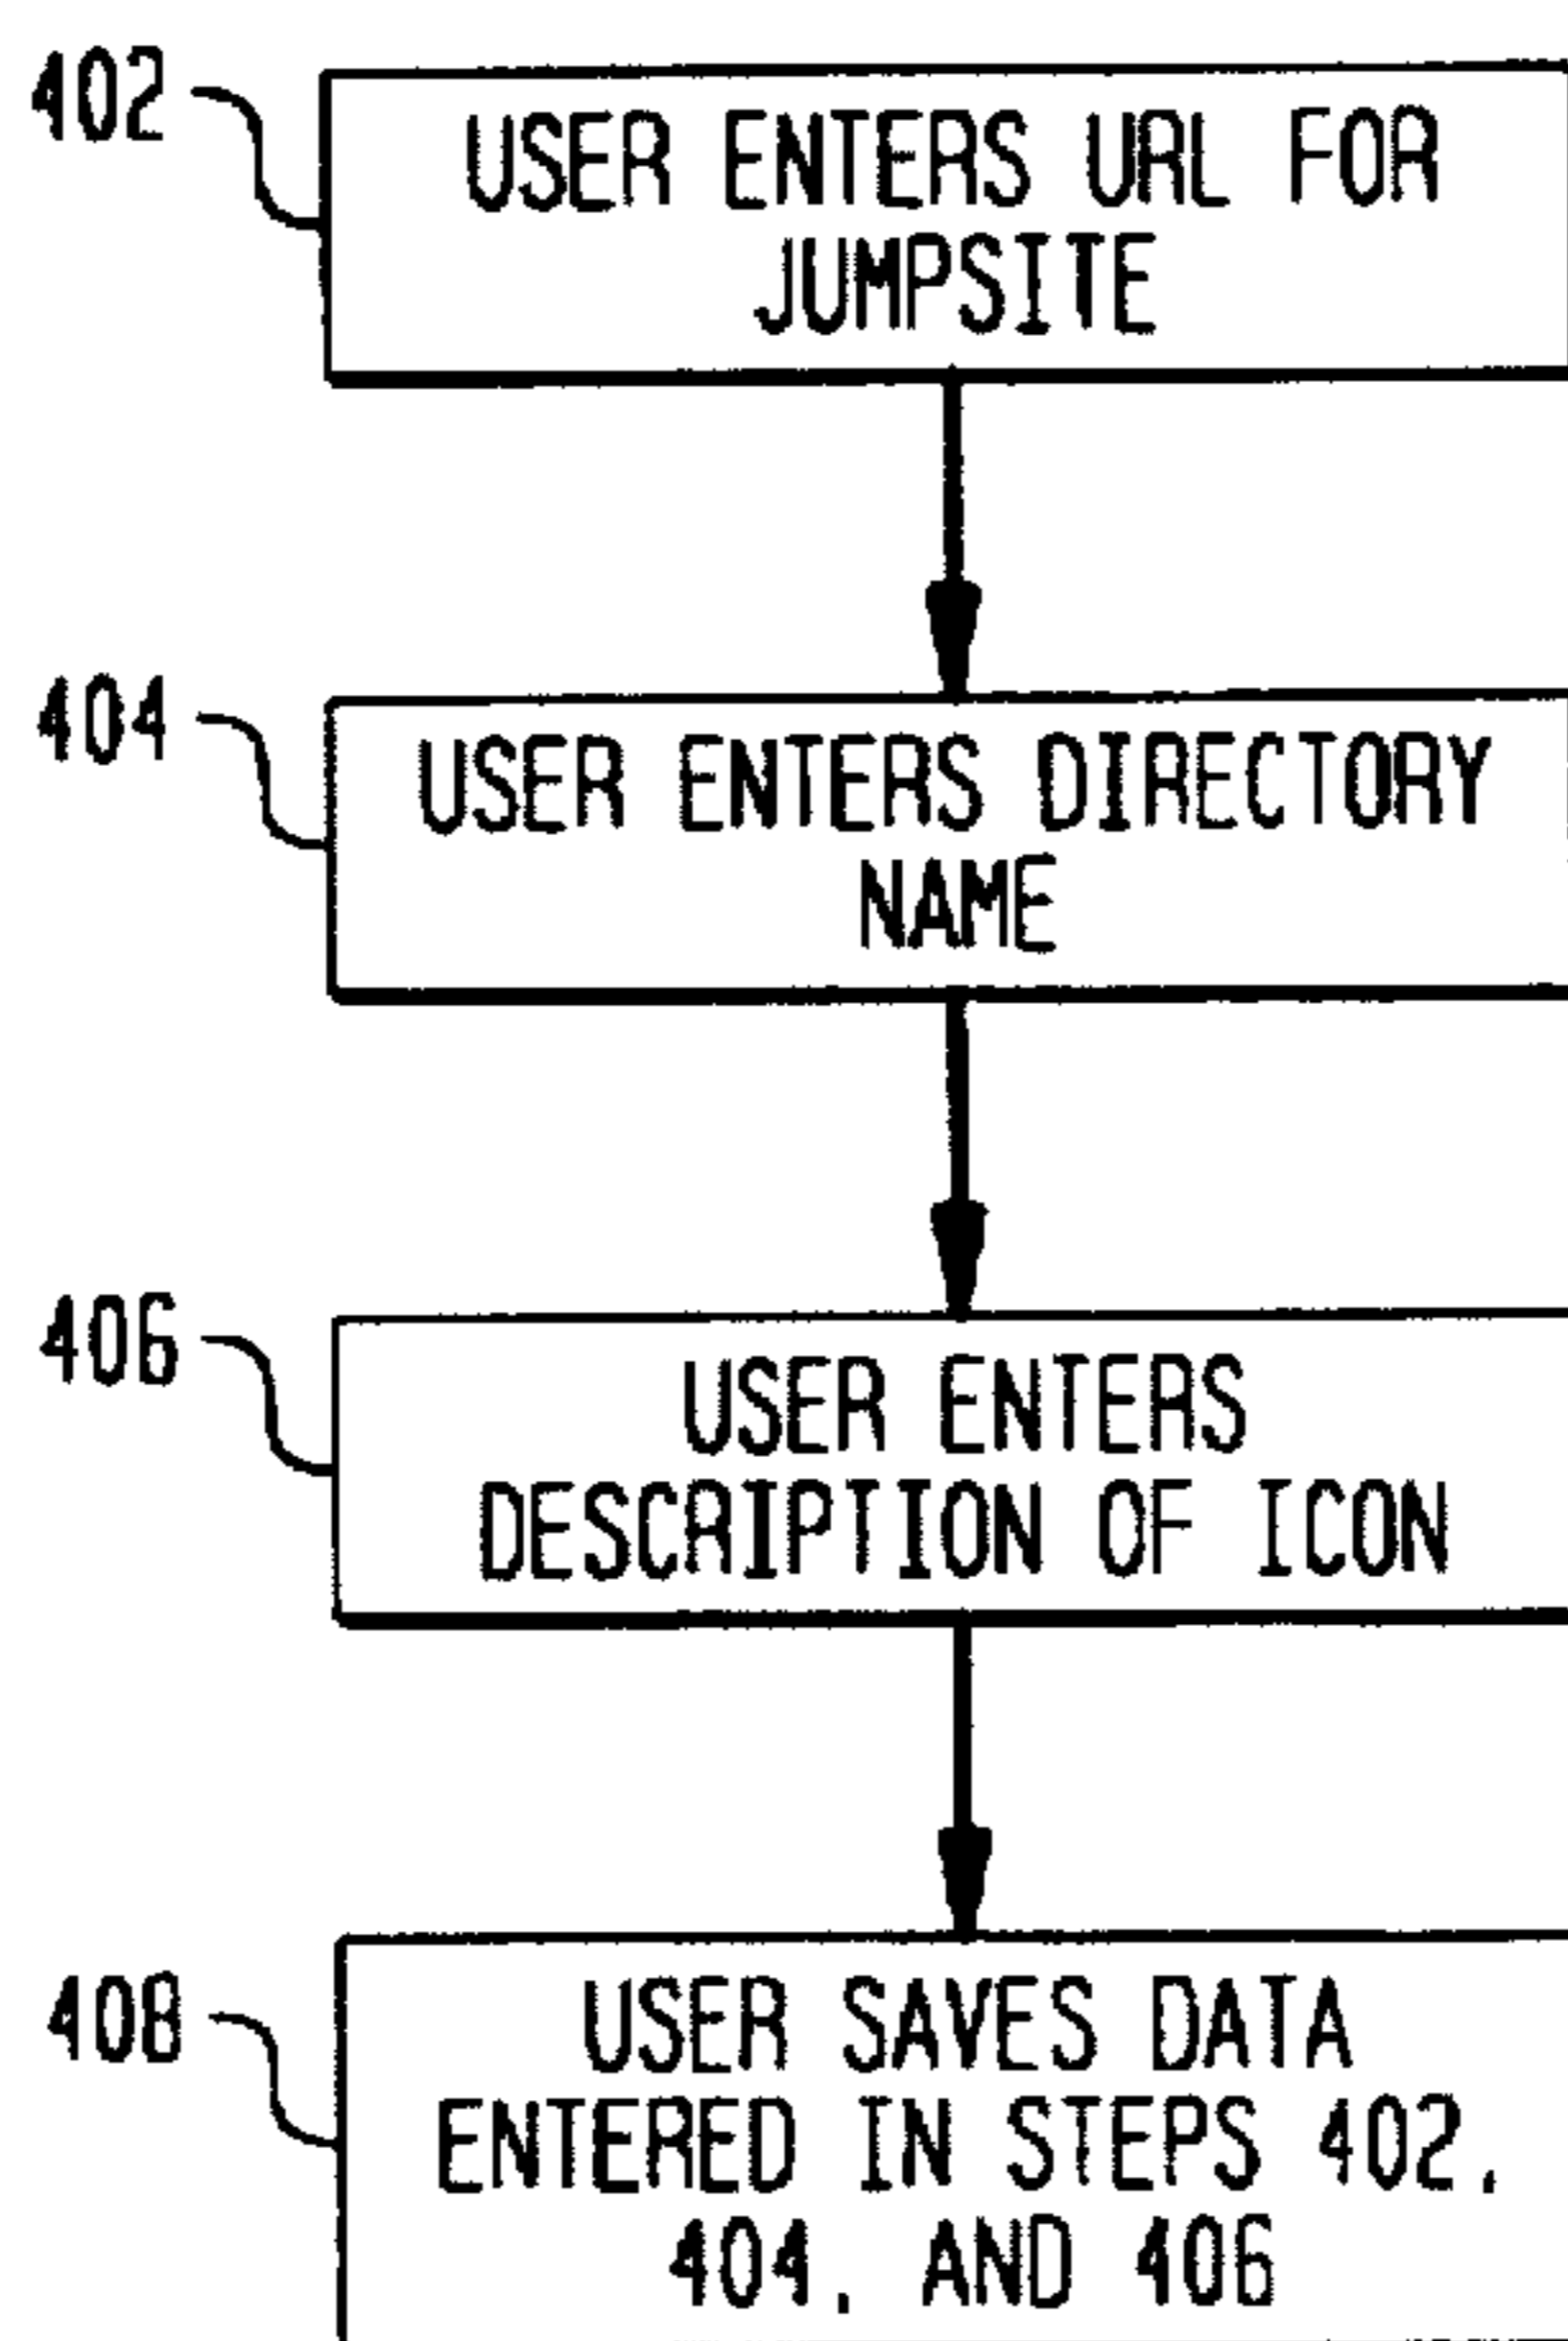 402
USER ENTERS URL FOR
JUMPSITE
404
USER ENTERS DIRECTORY
NAME
406
USER ENTERS
DESCRIPTION OF ICON
408
USER SAVES DATA
ENTERED IN STEPS 402,
404, AND 406